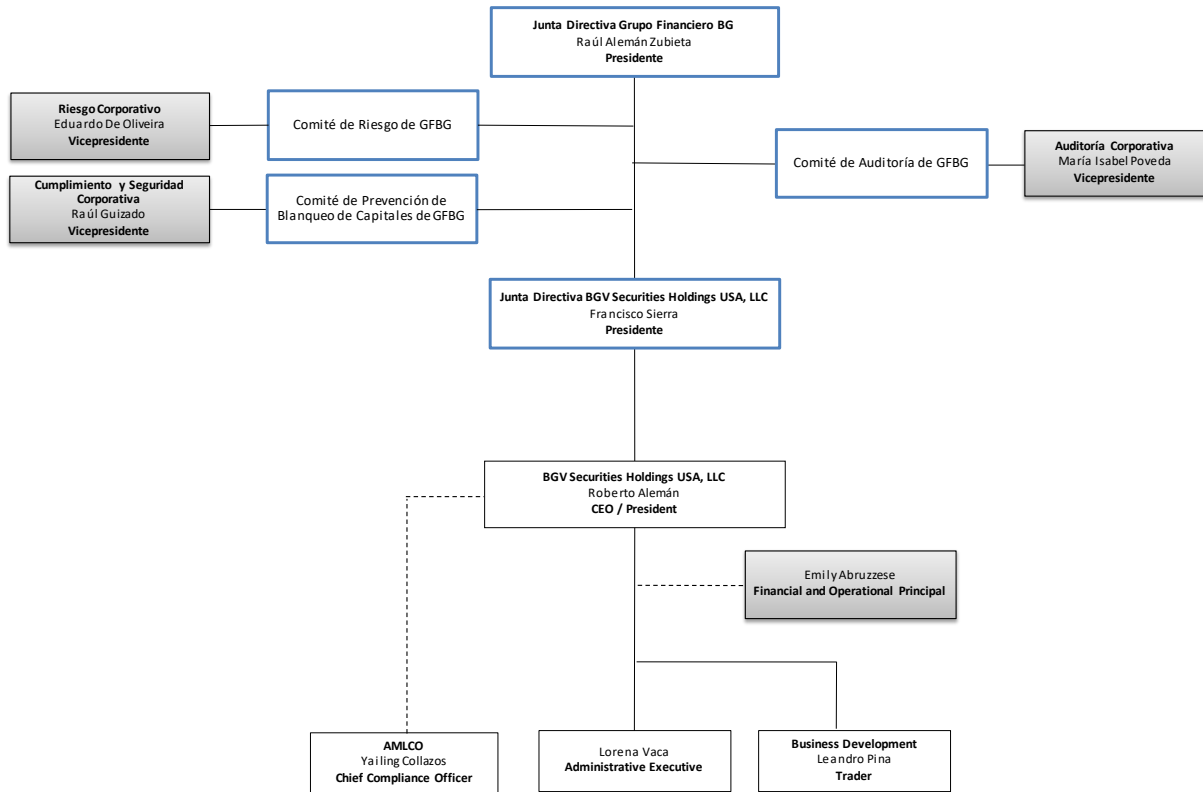 Junta Directiva Grupo Financiero BG
Raúl Alemán Zubieta
Presidente
Riesgo Corporativo
Eduardo De Oliveira
Vicepresidente
Comité de Riesgo de GFBG
Comité de Auditoría de GFBG
Auditoría Corporativa
María Isabel Poveda
Vicepresidente
Cumplimiento y Seguridad
Corporativa
Raúl Guizado
Vicepresidente
Comité de Prevención de
Blanqueo de Capitales de GFBG
Junta Directiva BGV Securities Holdings USA, LLC
Francisco Sierra
Presidente
BGV Securities Holdings USA, LLC
Roberto Alemán
CEO / President
Emily Abruzzese
Financial and Operational Principal
AMLCO
Yailing Collazos
Chief Compliance Officer
Lorena Vaca
Administrative Executive
Business Development
Leandro Pina
Trader